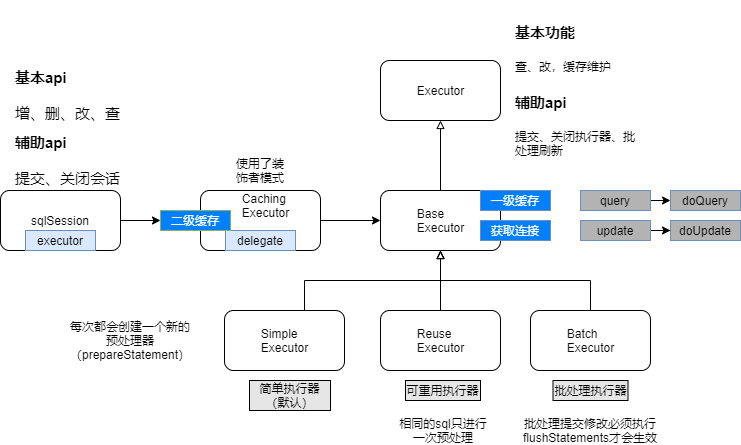 基本功能
查、改，缓存维护
辅助api
提交、关闭执行器、批
处理刷新
Executor
基本api
增、删、改、查
辅助api
提交、关闭会话
使用了装
饰者模式
sqlSession
executor
二级缓存
Caching
Executor
delegate
Base
Executor
一级缓存
获取连接
query
doQuery
update
doUpdate
每次都会创建一个新的
预处理器
（prepareStatement）
Simple
Executor
Reuse
Executor
Batch
Executor
简单执行器
（默认）
可重用执行器
批处理执行器
相同的sql只进行
一次预处理
批处理提交修改必须执行
flushStatements才会生效